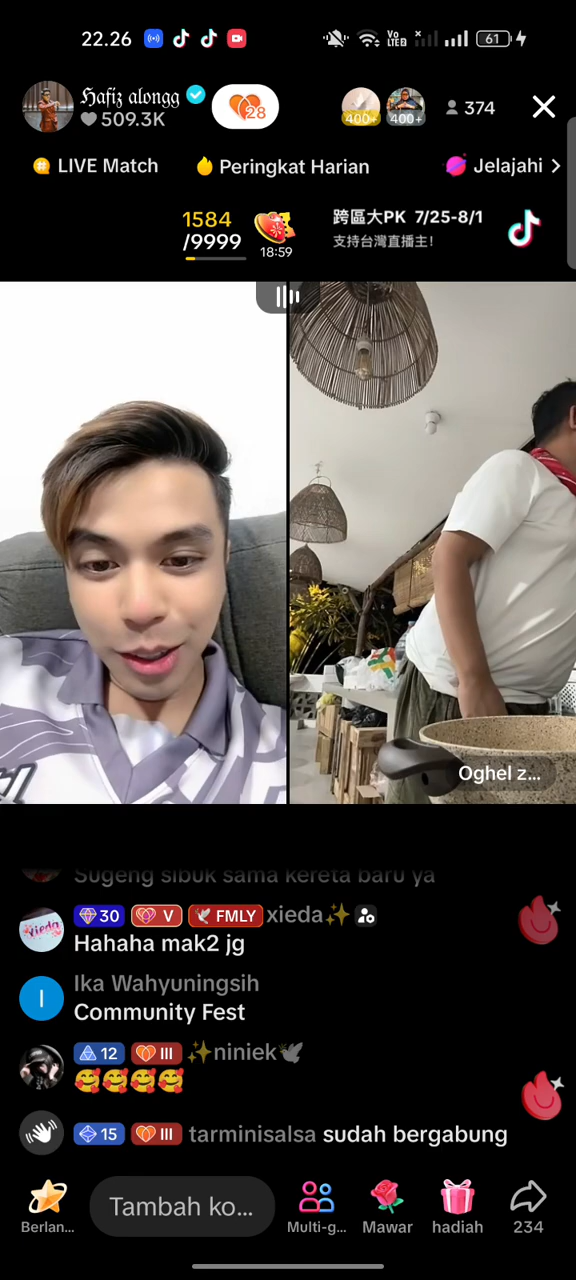 22.26
Vo
LTE2
61
Hafiz alongg
509.3K
28
400+
400+
374
LIVE Match
Peringkat Harian
Jelajahi
1584
/9999
18:59
跨區大PK 7/25-8/1
支持台灣直播主!
Oghel z...
Sugeng sibuk sama kereta baru ya
30 V FMLY xieda✨
Hahaha mak2 jg
I
Ika Wahyuningsih
Community Fest
12 III ✨niniek🕊
🥰🥰🥰🥰
15 III tarminisalsa sudah bergabung
Berlan...
Tambah ko...
Multi-g...
Mawar
hadiah
234